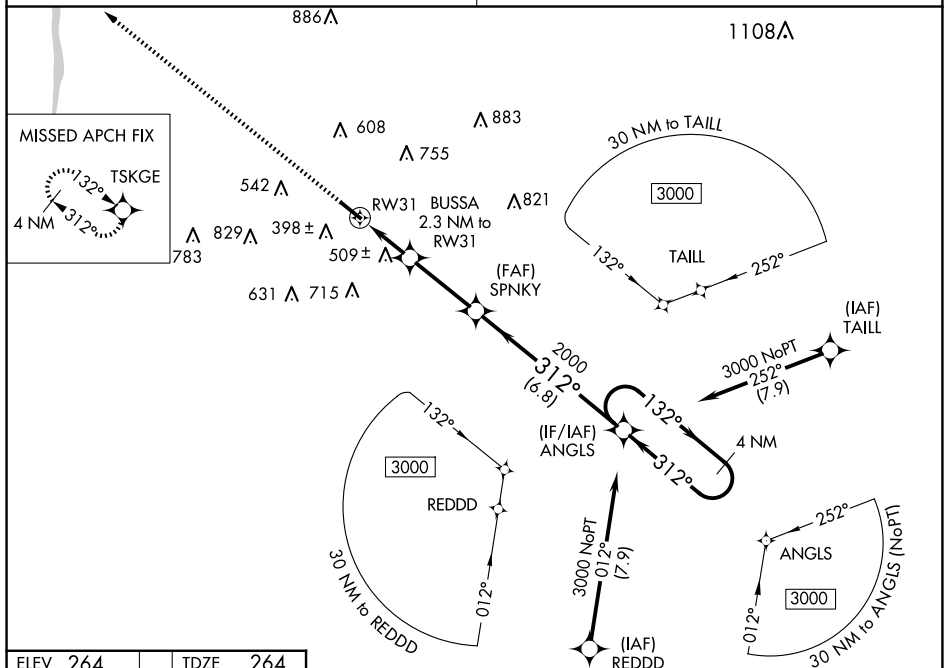 886
1108
MISSED APCH FIX
TSKGE
132°
312°
4 NM
608
883
755
542
821
RW31
BUSSA
2.3 NM to
RW31
398 ±
829
783
509 ±
631
715
(FAF)
SPNKY
30 NM to TAILL
3000
TAILL
132°
252°
(IAF)
TAILL
3000 NoPT
252°
(7.9)
2000
312°
(6.8)
132°
312°
4 NM
(IF/IAF)
ANGLS
132°
3000
REDDD
012°
30 NM to REDDD
3000 NoPT
012°
(7.9)
(IAF)
REDDD
252°
ANGLS
012°
3000
30 NM to ANGLS (NoPT)
ELEV 264
TDZE 264